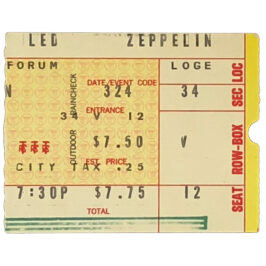 LED ZEPPELIN
FORUM LOGE
DATE/EVENT CODE
N 324 34
ENTRANCE
34 V 12
$7.50 V
EST. PRICE
CITY TAX .25
7:30P $7.75 12
TOTAL
OUTDOOR RAINCHECK
SEC LOC
ROW-BOX
SEAT